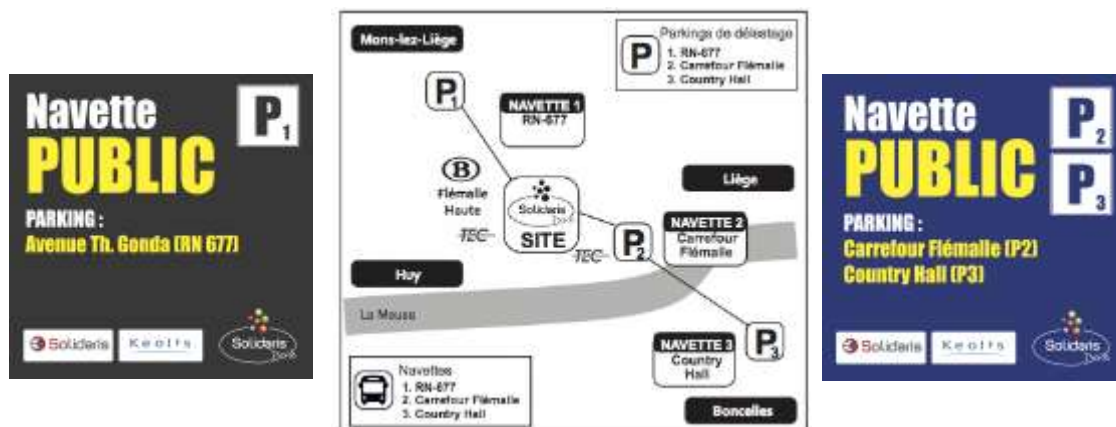 Navette
PUBLIC
P1
PARKING :
Avenue Th. Gonda (RN 677)
Solidaris
Keolis
Solidaris
Day
Mons-lez-Liège
P
Parkings de délestage
1. RN-677
2. Carrefour Flémalle
3. Country Hall
P1
NAVETTE 1
RN-677
B
Flémalle
Haute
TEC
Solidaris
Day
SITE
TEC
P2
Liège
NAVETTE 2
Carrefour
Flémalle
Huy
La Meuse
NAVETTE 3
Country
Hall
P3
Navettes
1. RN-677
2. Carrefour Flémalle
3. Country Hall
Boncelles
Navette
PUBLIC
P2
P3
PARKING :
Carrefour Flémalle (P2)
Country Hall (P3)
Solidaris
Keolis
Solidaris
Day